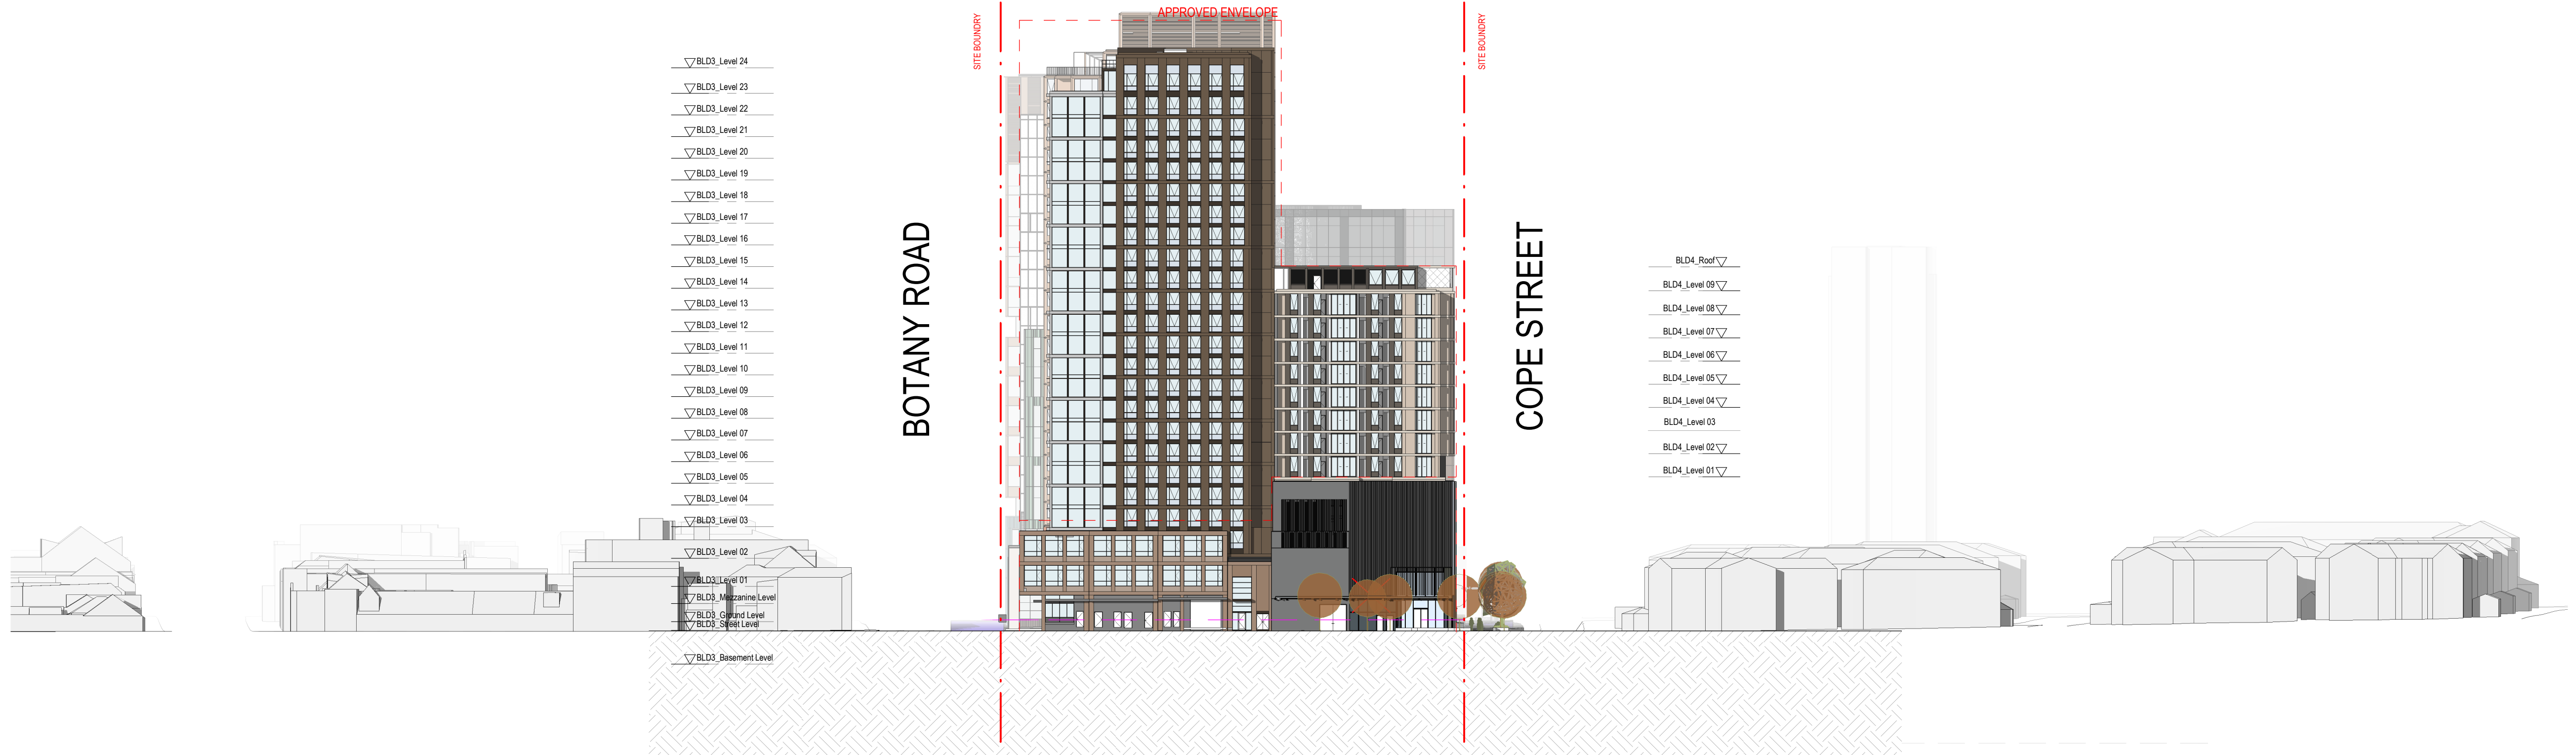 APPROVED ENVELOPE
SITE BOUNDRY
SITE BOUNDRY
BLD3_Level 24
BLD3_Level 23
BLD3_Level 22
BLD3_Level 21
BLD3_Level 20
BLD3_Level 19
BLD3_Level 18
BLD3_Level 17
BLD3_Level 16
BLD3_Level 15
BLD3_Level 14
BLD3_Level 13
BLD3_Level 12
BLD3_Level 11
BLD3_Level 10
BLD3_Level 09
BLD3_Level 08
BLD3_Level 07
BLD3_Level 06
BLD3_Level 05
BLD3_Level 04
BLD3_Level 03
BLD3_Level 02
BLD3_Level 01
BLD3_Mezzanine Level
BLD3_Ground Level
BLD3_Street Level
BLD3_Basement Level
BOTANY ROAD
COPE STREET
BLD4_Roof
BLD4_Level 09
BLD4_Level 08
BLD4_Level 07
BLD4_Level 06
BLD4_Level 05
BLD4_Level 04
BLD4_Level 03
BLD4_Level 02
BLD4_Level 01